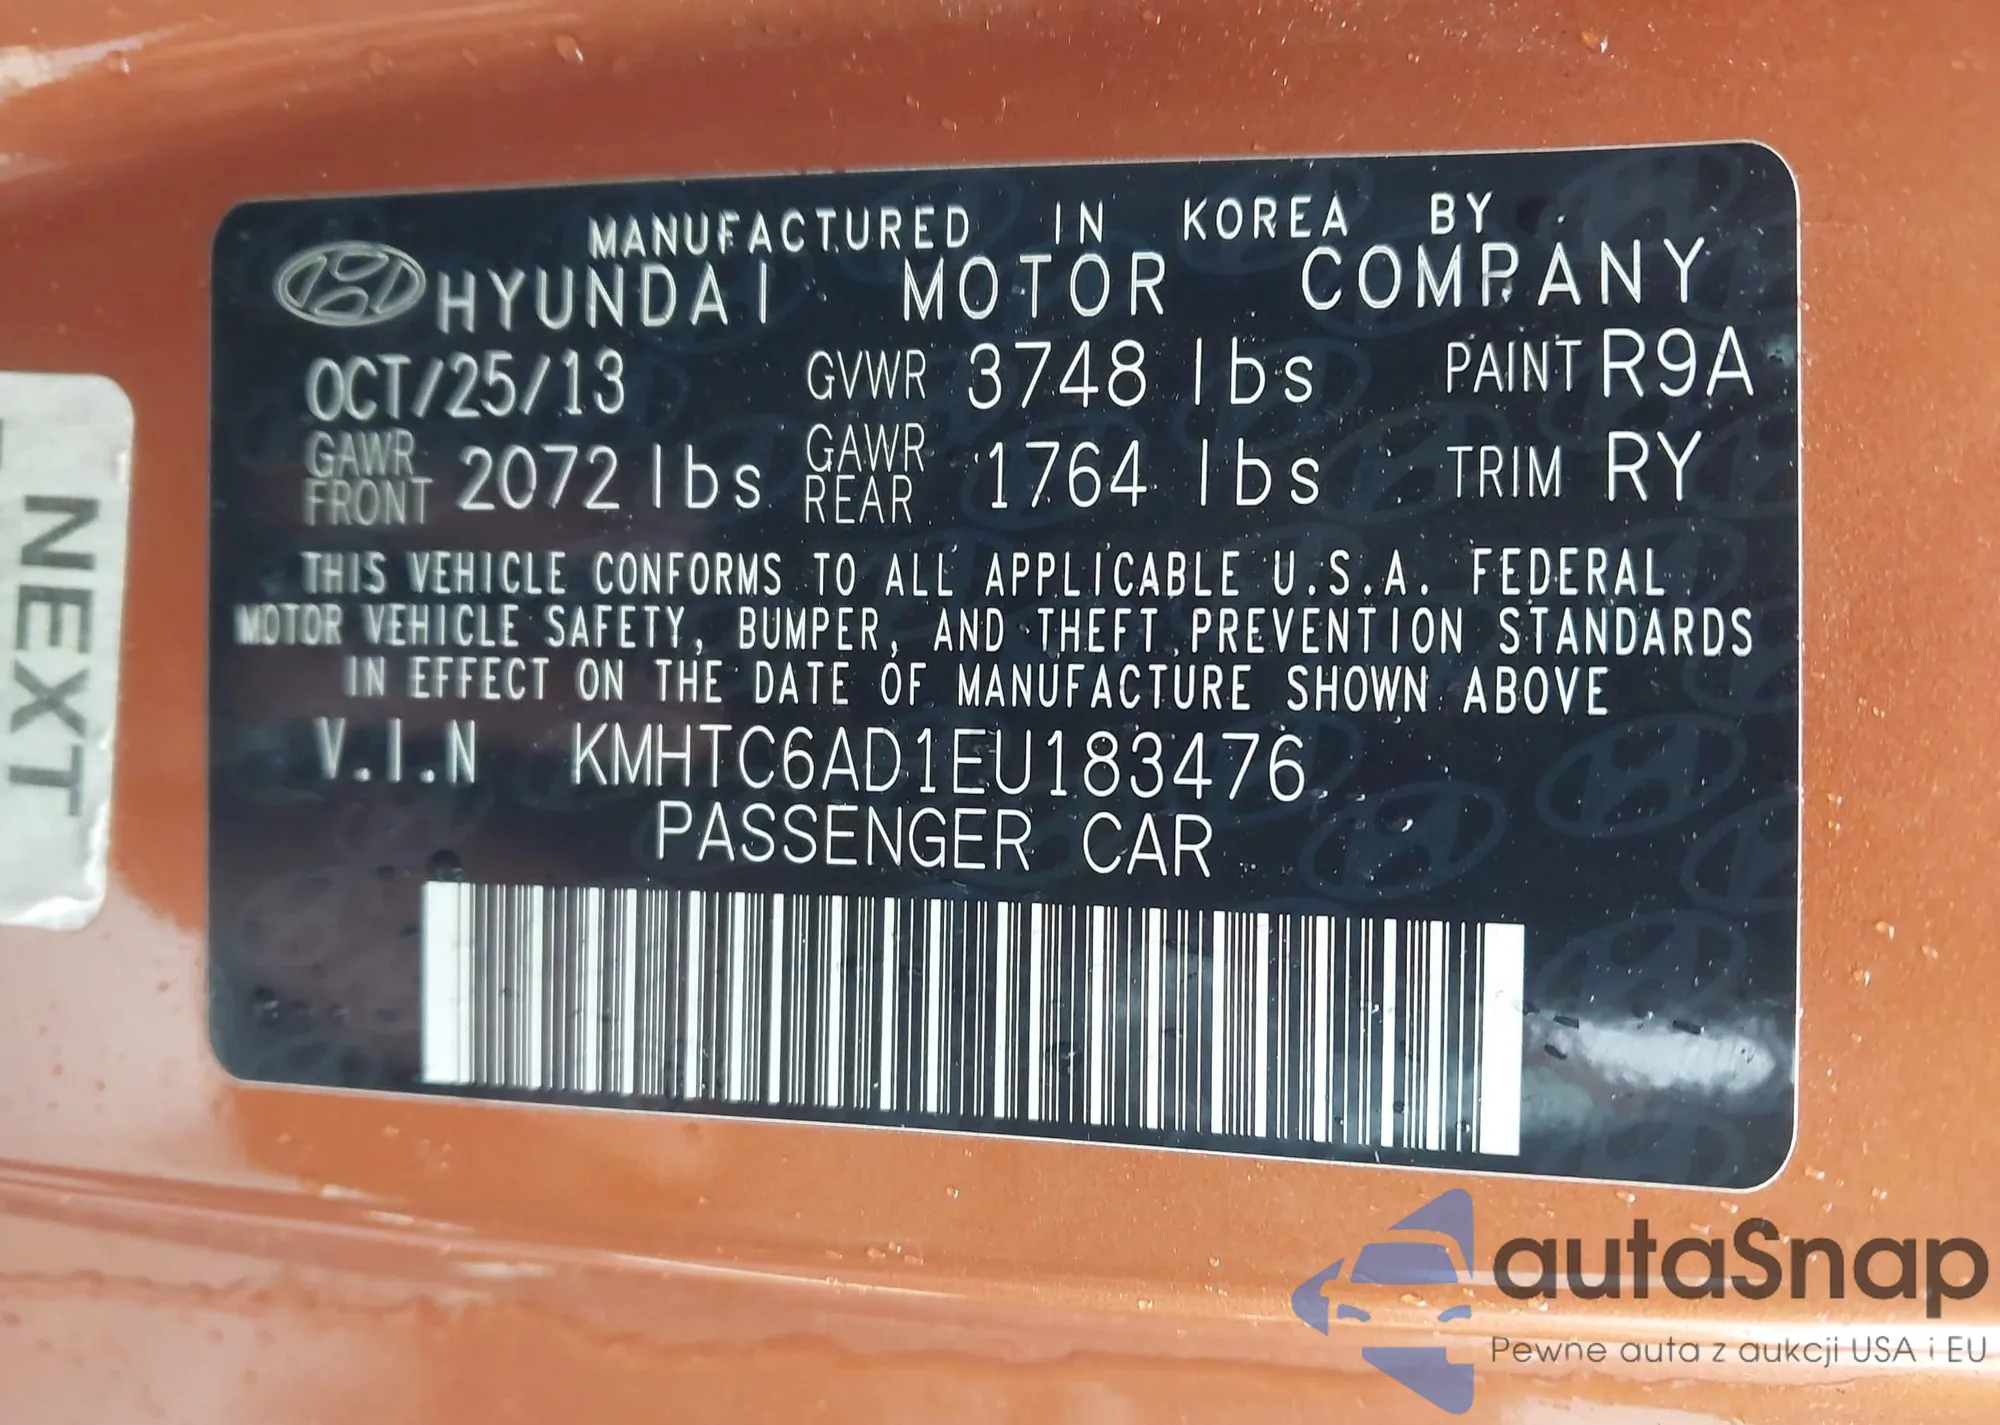 MANUFACTURED IN KOREA BY
HYUNDAI MOTOR COMPANY
OCT/25/13 GVWR 3748 lbs PAINT R9A
GAWR FRONT 2072 lbs GAWR REAR 1764 lbs TRIM RY
THIS VEHICLE CONFORMS TO ALL APPLICABLE U.S.A. FEDERAL
MOTOR VEHICLE SAFETY, BUMPER, AND THEFT PREVENTION STANDARDS
IN EFFECT ON THE DATE OF MANUFACTURE SHOWN ABOVE
V.I.N KMHTC6AD1EU183476
PASSENGER CAR
NEXT
autaSnap
Pewne auta z aukcji USA i EU